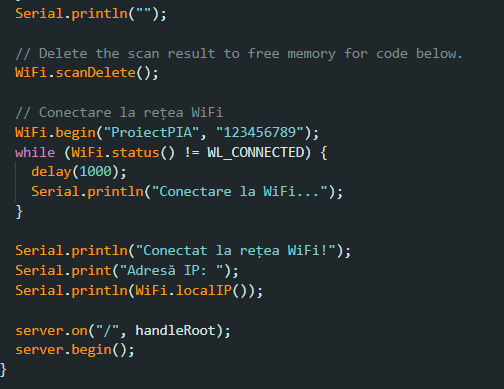 Serial.println("");
// Delete the scan result to free memory for code below.
WiFi.scanDelete();
// Conectare la rețea WiFi
WiFi.begin("ProiectPIA", "123456789");
while (WiFi.status() != WL_CONNECTED) {
delay(1000);
Serial.println("Conectare la WiFi...");
}
Serial.println("Conectat la rețea WiFi!");
Serial.print("Adresă IP: ");
Serial.println(WiFi.localIP());
server.on("/", handleRoot);
server.begin();
}